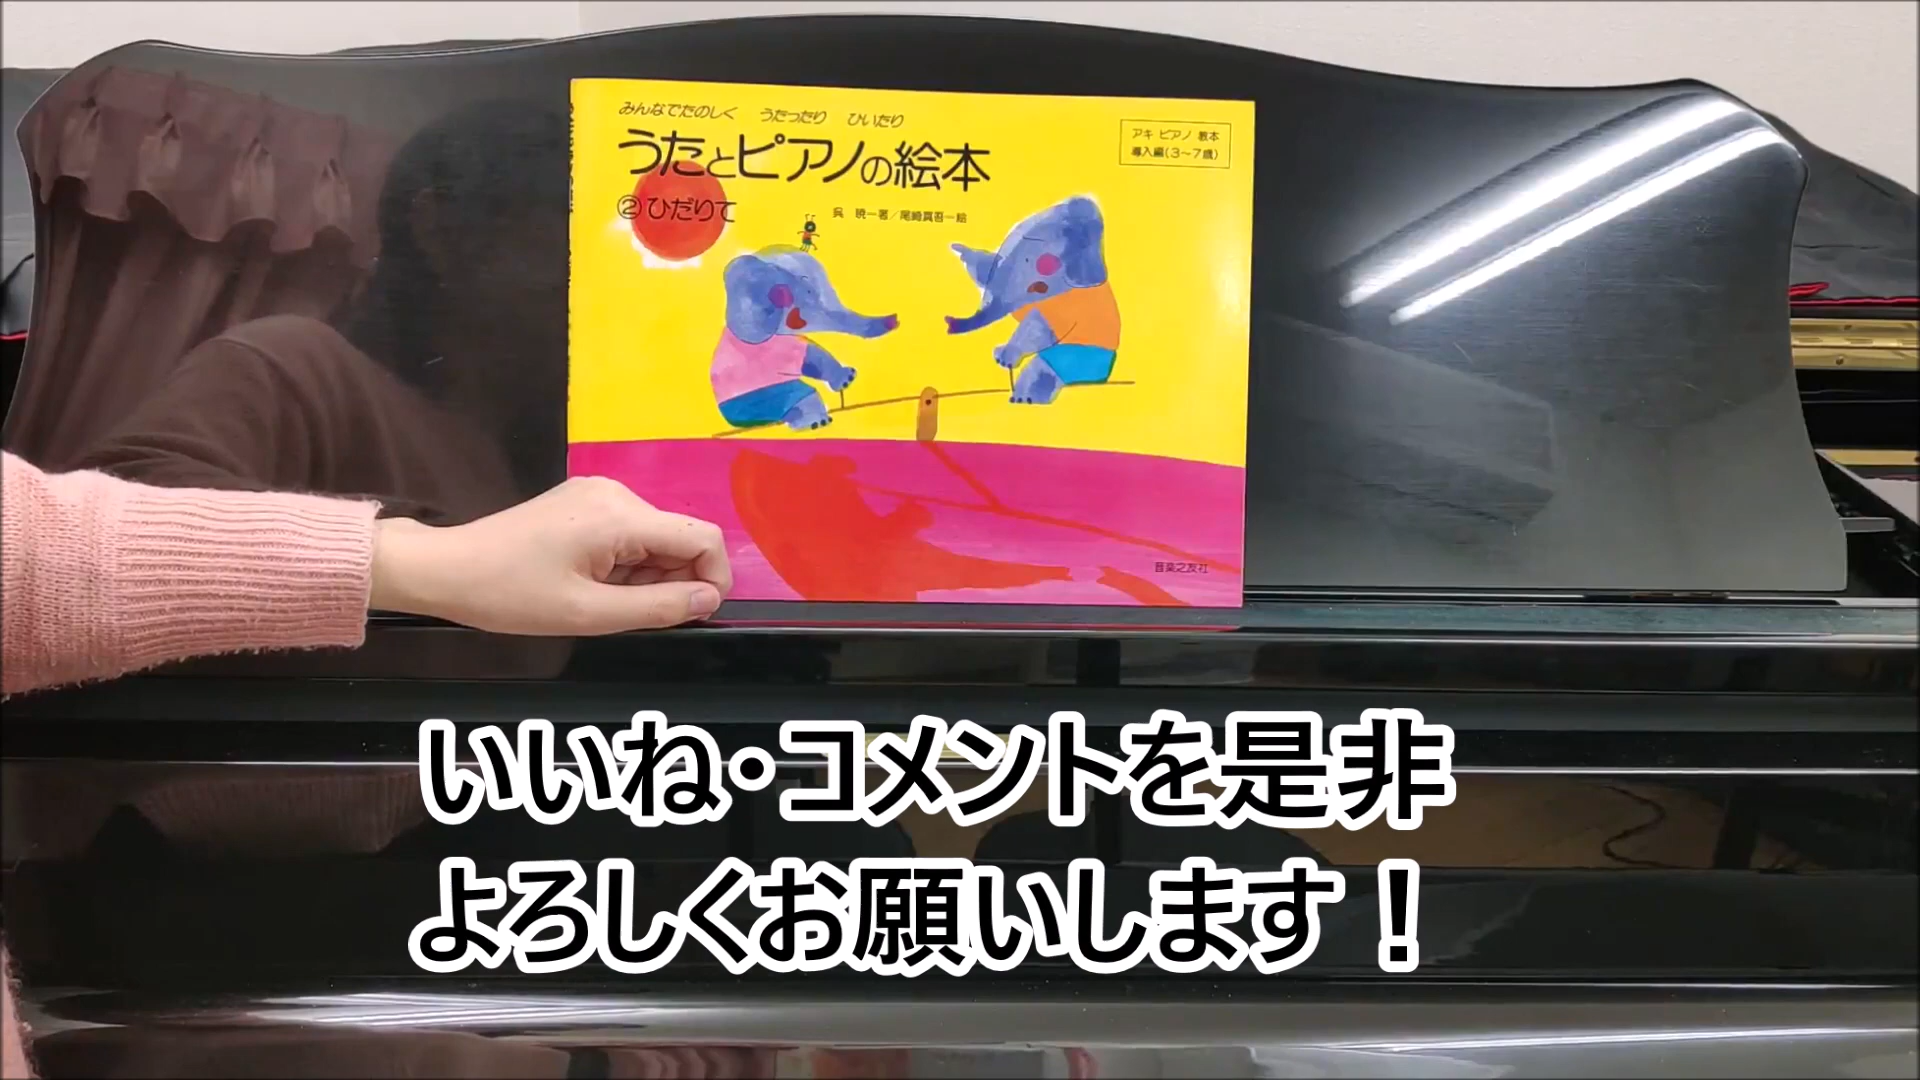 みんなでたのしく うたったり ひいたり
うたとピアノの絵本
②ひだりて
呉 暁一著／尾崎真吾一絵
アキ ピアノ 教本
導入編(3〜7歳)
音楽之友社
いいね・コメントを是非
よろしくお願いします！